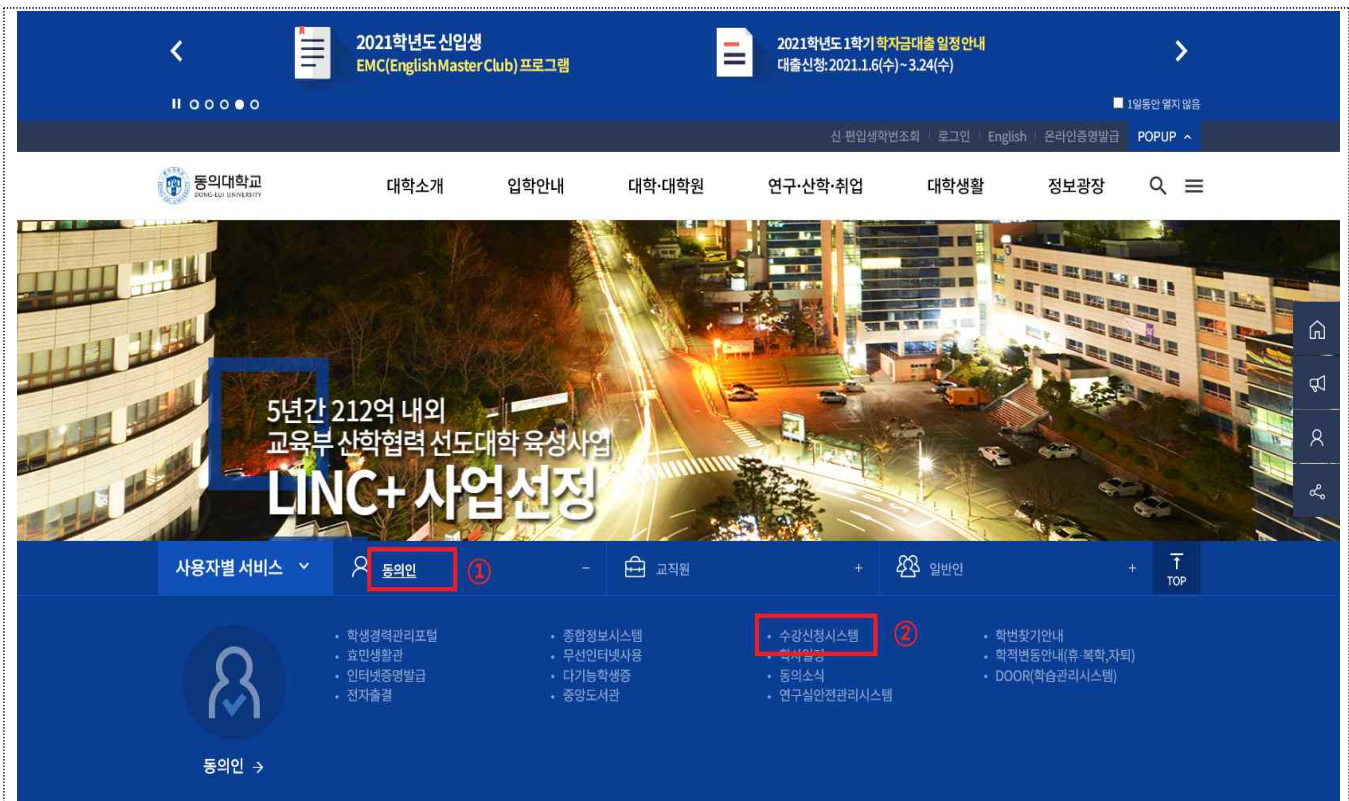 2021학년도 신입생
EMC(English Master Club) 프로그램
2021학년도 1학기 학자금대출 일정안내
대출신청:2021.1.6(수)~3.24(수)
1일동안 열지 않음
신·편입생학번조회 로그인 English 온라인증명발급 POPUP
동의대학교
DONG-EUI UNIVERSITY
대학소개 입학안내 대학·대학원 연구·산학·취업 대학생활 정보광장
5년간 212억 내외
교육부 산학협력 선도대학 육성사업
LINC+ 사업선정
사용자별 서비스 동의인 ① - 교직원 + 일반인 + TOP
• 학생경력관리포털 • 종합정보시스템 • 수강신청시스템 ② • 학번찾기안내
• 효민생활관 • 무선인터넷사용 • 학사일정 • 학적변동안내(휴·복학,자퇴)
• 인터넷증명발급 • 다기능학생증 • 동의소식 • DOOR(학습관리시스템)
• 전자출결 • 중앙도서관 • 연구실안전관리시스템
동의인 →